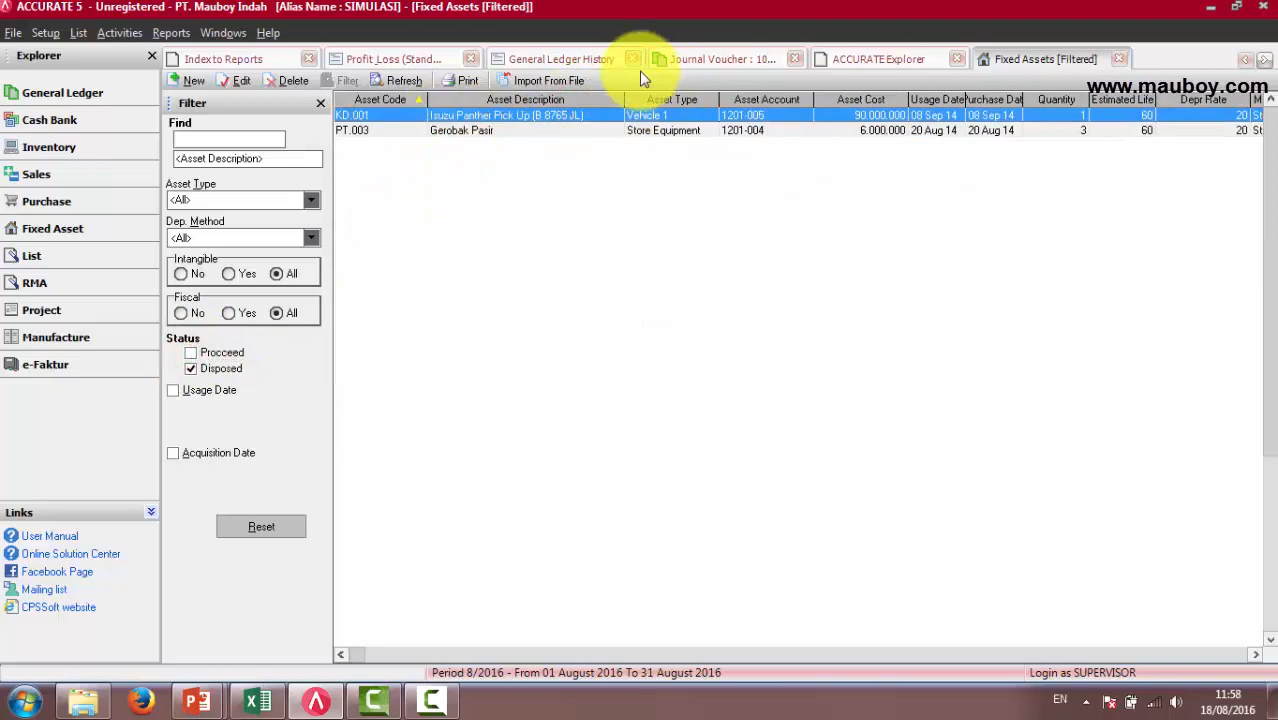 ACCURATE 5 - Unregistered - PT. Mauboy Indah [Alias Name : SIMULASI] - [Fixed Assets [Filtered]]
File Setup List Activities Reports Windows Help
Explorer
Index to Reports
Profit_Loss (Stand...
General Ledger History
Journal Voucher : 10...
ACCURATE Explorer
Fixed Assets [Filtered]
New Edit Delete Filter Refresh Print Import From File
www.mauboy.com
General Ledger
Cash Bank
Inventory
Sales
Purchase
Fixed Asset
List
RMA
Project
Manufacture
e-Faktur
Links
User Manual
Online Solution Center
Facebook Page
Mailing list
CPSSoft website
Filter
Find
<Asset Description>
Asset Type
<All>
Dep. Method
<All>
Intangible
No Yes All
Fiscal
No Yes All
Status
Procceed
Disposed
Usage Date
Acquisition Date
Reset
Asset Code Asset Description Asset Type Asset Account Asset Cost Usage Date Purchase Dat Quantity Estimated Life Depr Rate
KD.001 Isuzu Panther Pick Up (B 8765 JL) Vehicle 1 1201-005 90.000.000 08 Sep 14 08 Sep 14 1 60 20
PT.003 Gerobak Pasir Store Equipment 1201-004 6.000.000 20 Aug 14 20 Aug 14 3 60 20
Period 8/2016 - From 01 August 2016 To 31 August 2016
Login as SUPERVISOR
EN
11:58
18/08/2016